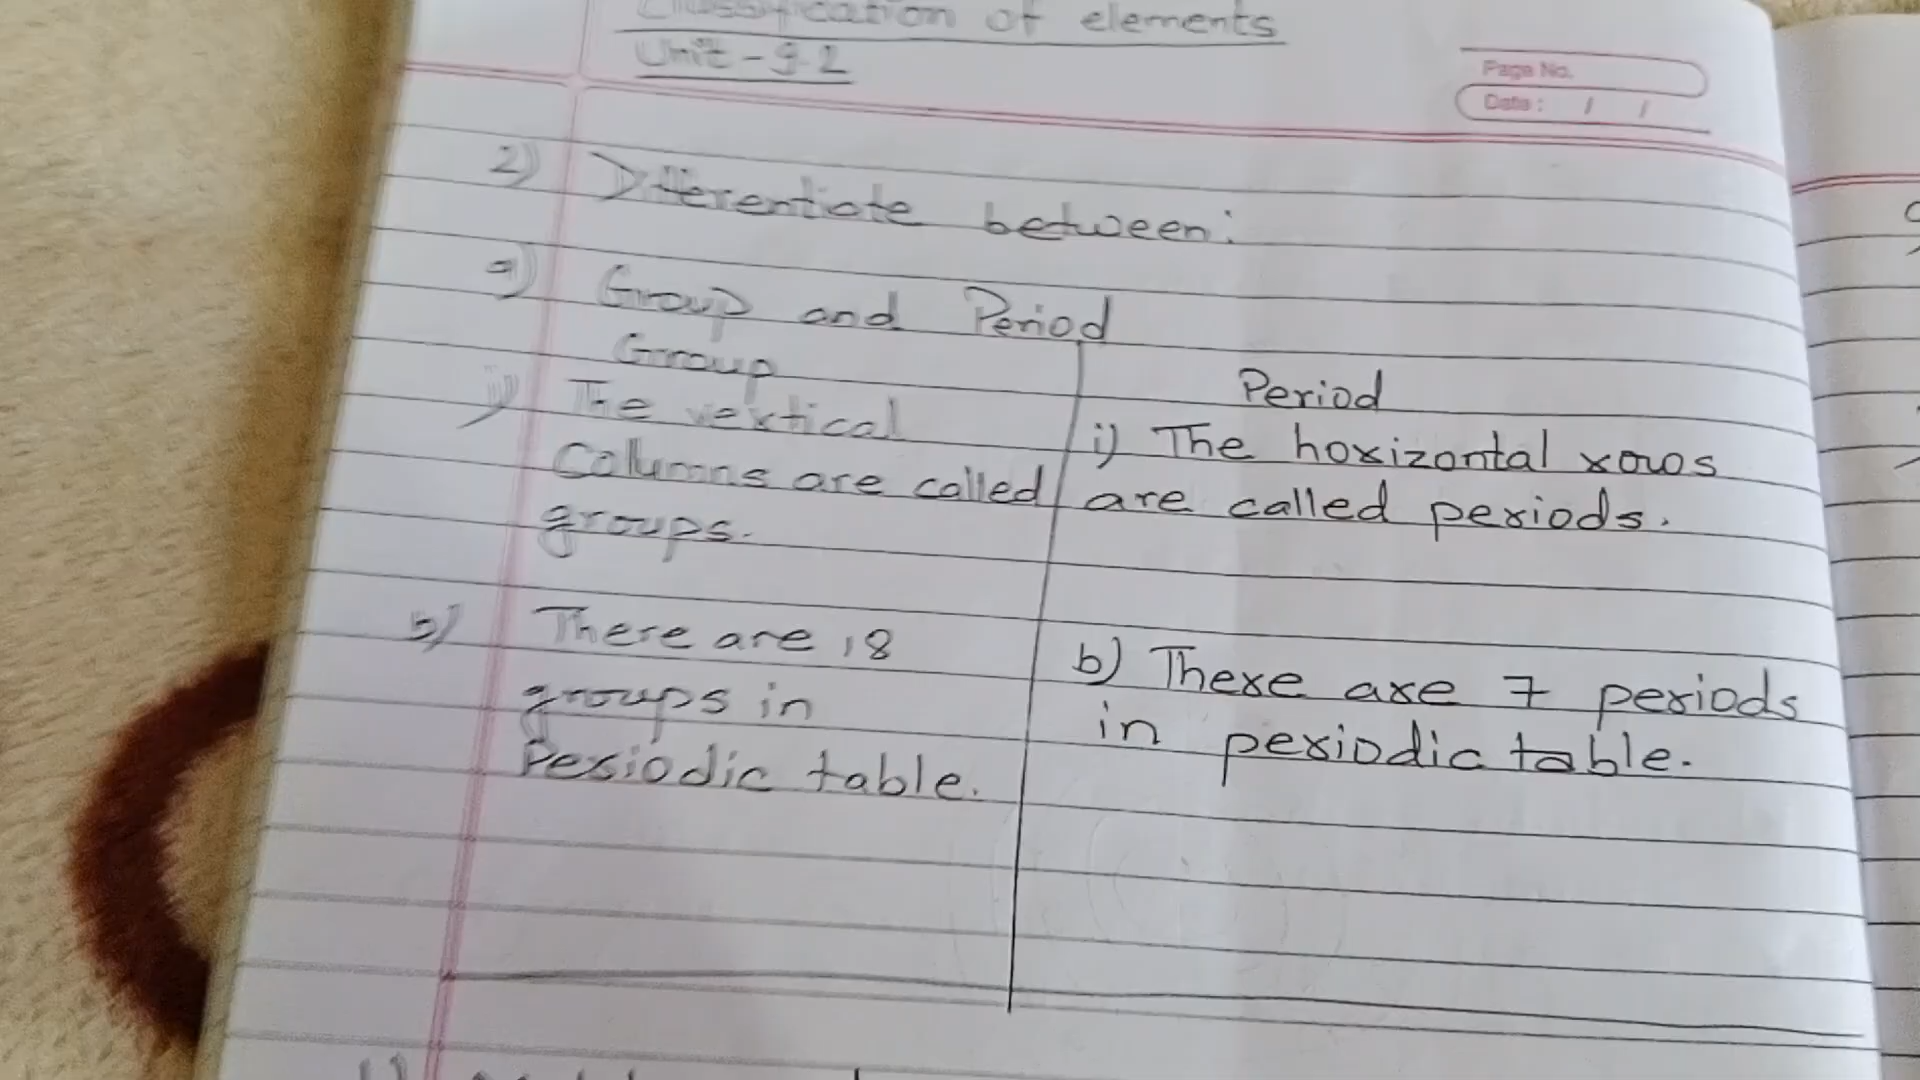 Classification of elements
Unit-9.2
Page No.
Date: / /
2) Differentiate between:
a) Group and Period
Group
Period
i) The vertical
columns are called
groups.
i) The horizontal rows
are called periods.
b) There are 18
groups in
Periodic table.
b) There are 7 periods
in periodic table.